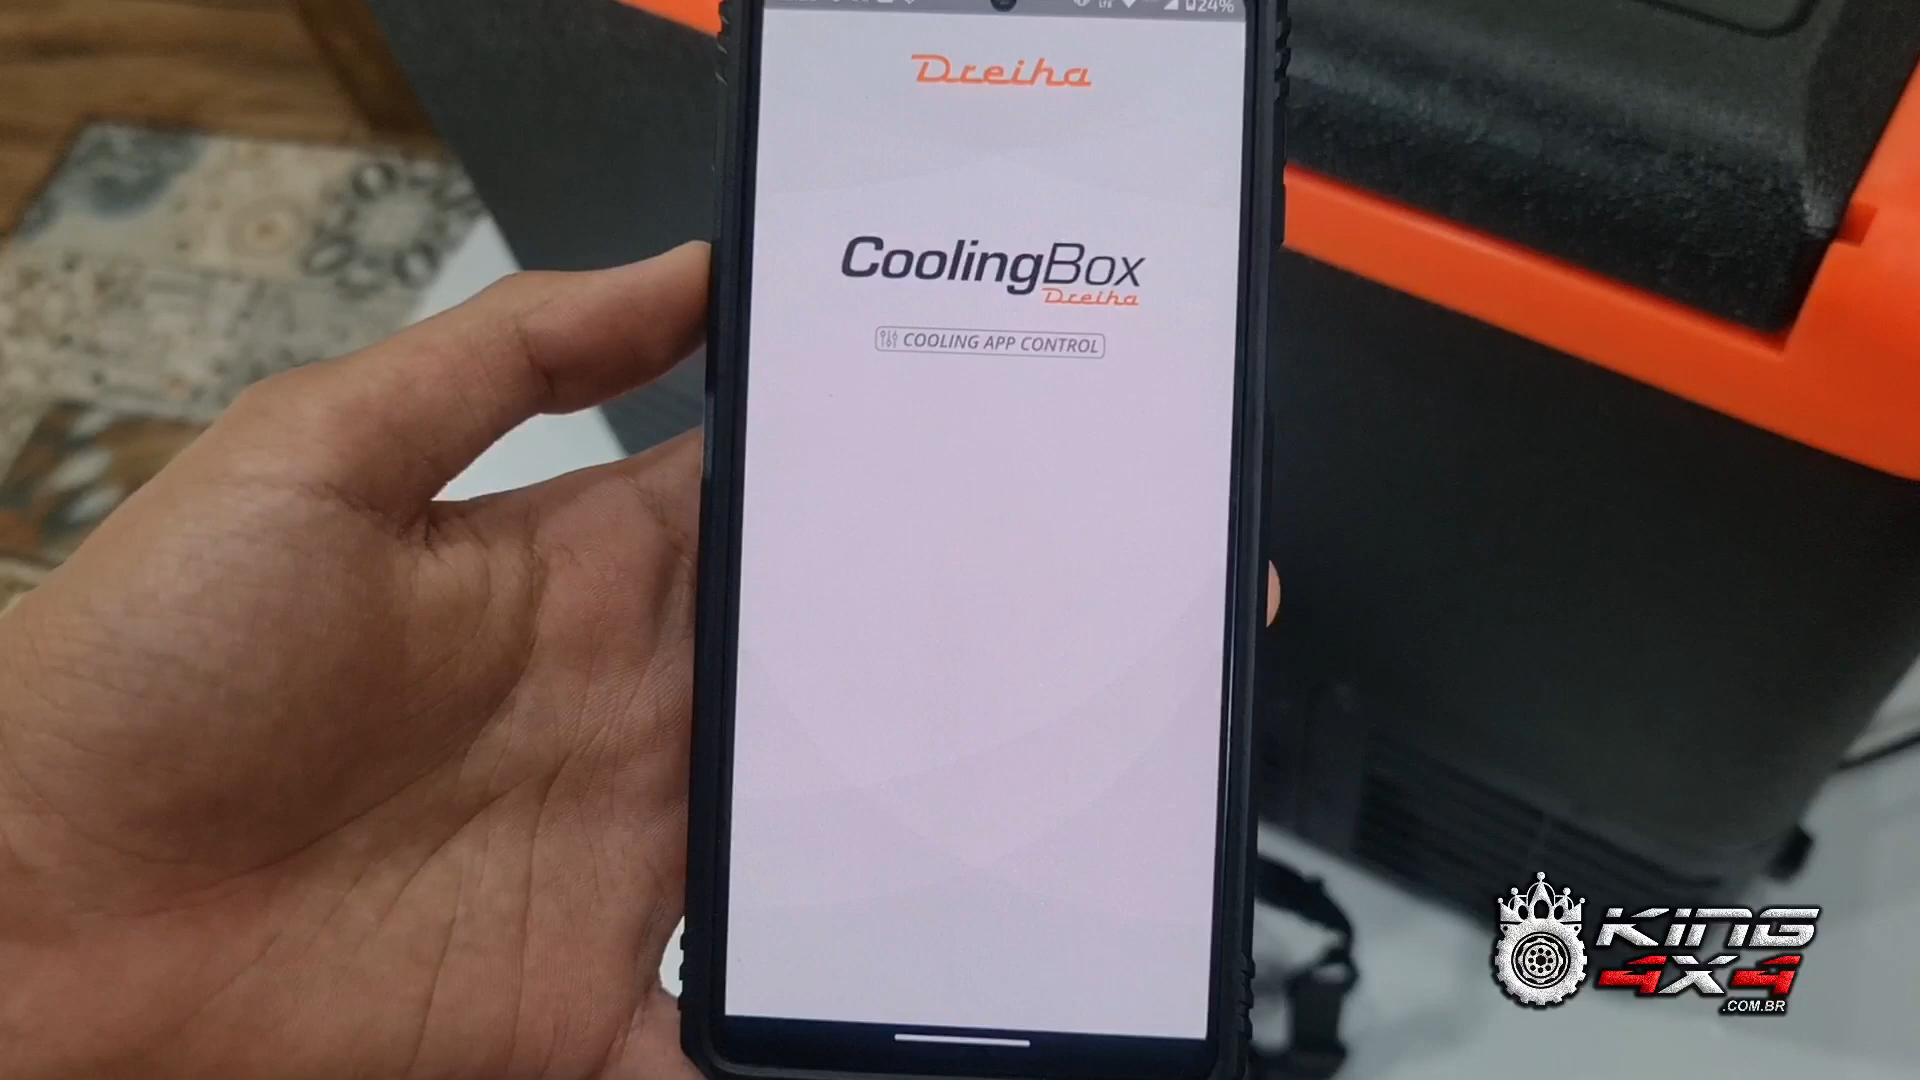 24%
Dreiha
CoolingBox
Dreiha
COOLING APP CONTROL
KING
4X4
.COM.BR